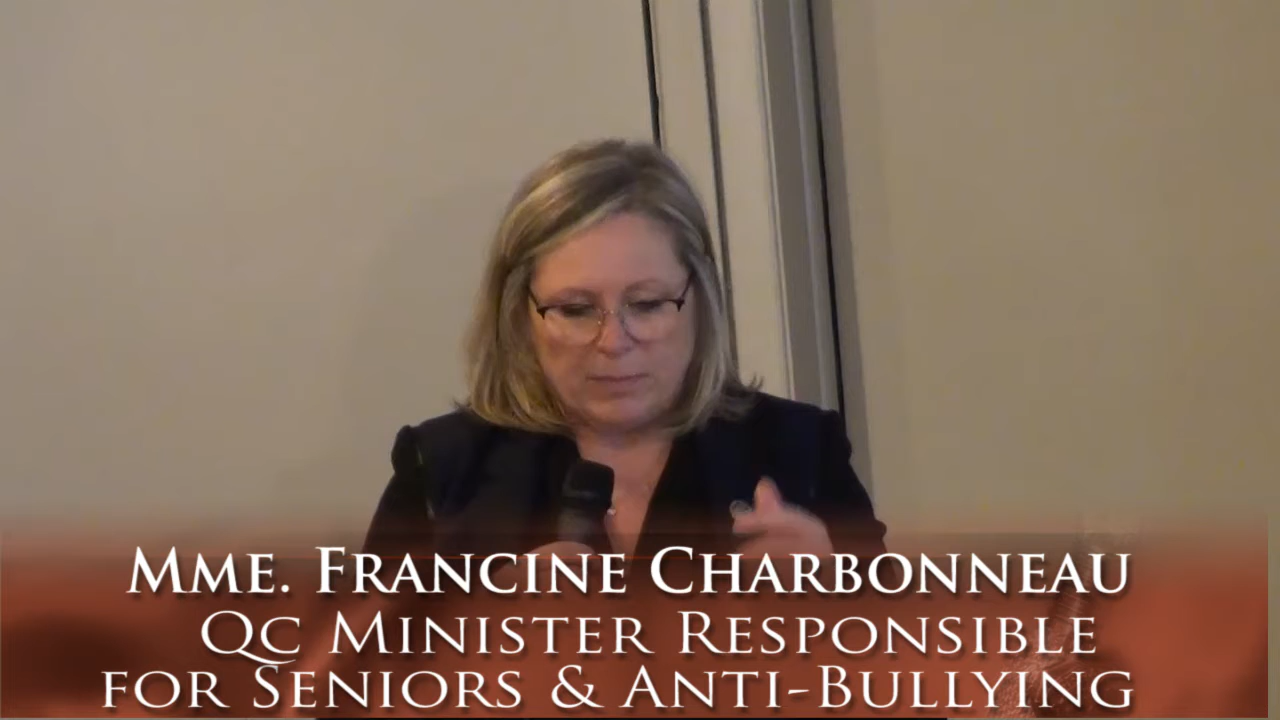 Mme. Francine Charbonneau
Qc Minister Responsible
for Seniors & Anti-Bullying